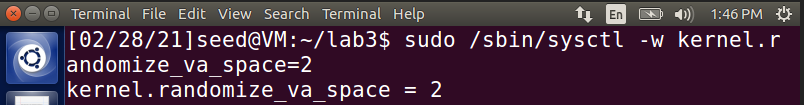 Terminal Terminal File Edit View Search Terminal Help En 1:46 PM
[02/28/21]seed@VM:~/lab3$ sudo /sbin/sysctl -w kernel.r
andomize_va_space=2
kernel.randomize_va_space = 2